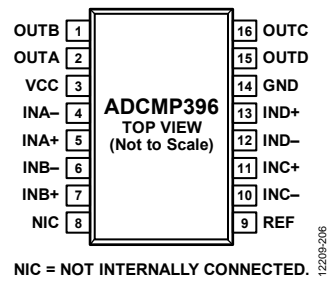 OUTB 1 16 OUTC
OUTA 2 15 OUTD
VCC 3 14 GND
INA– 4 ADCMP396 13 IND+
INA+ 5 TOP VIEW 12 IND–
INB– 6 (Not to Scale) 11 INC+
INB+ 7 10 INC–
NIC 8 9 REF
NIC = NOT INTERNALLY CONNECTED.
12209-206